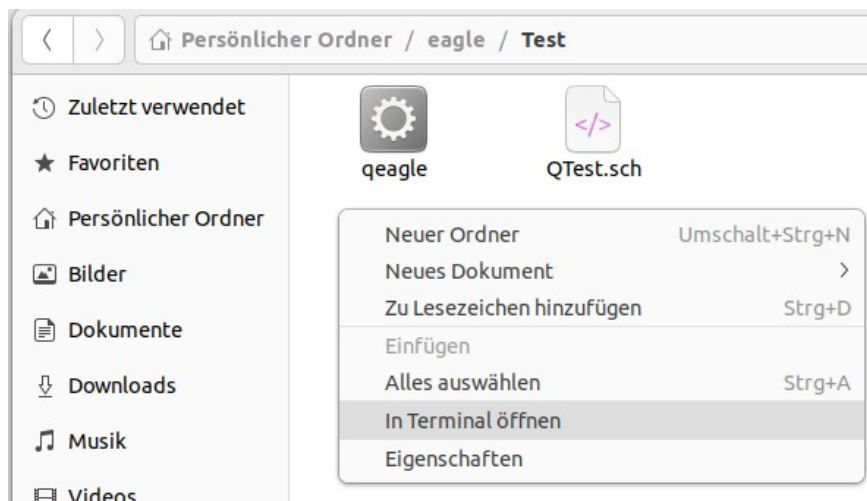 Persönlicher Ordner / eagle / Test
Zuletzt verwendet
Favoriten
Persönlicher Ordner
Bilder
Dokumente
Downloads
Musik
Videos
</>
qeagle QTest.sch
Neuer Ordner Umschalt+Strg+N
Neues Dokument >
Zu Lesezeichen hinzufügen Strg+D
Einfügen
Alles auswählen Strg+A
In Terminal öffnen
Eigenschaften